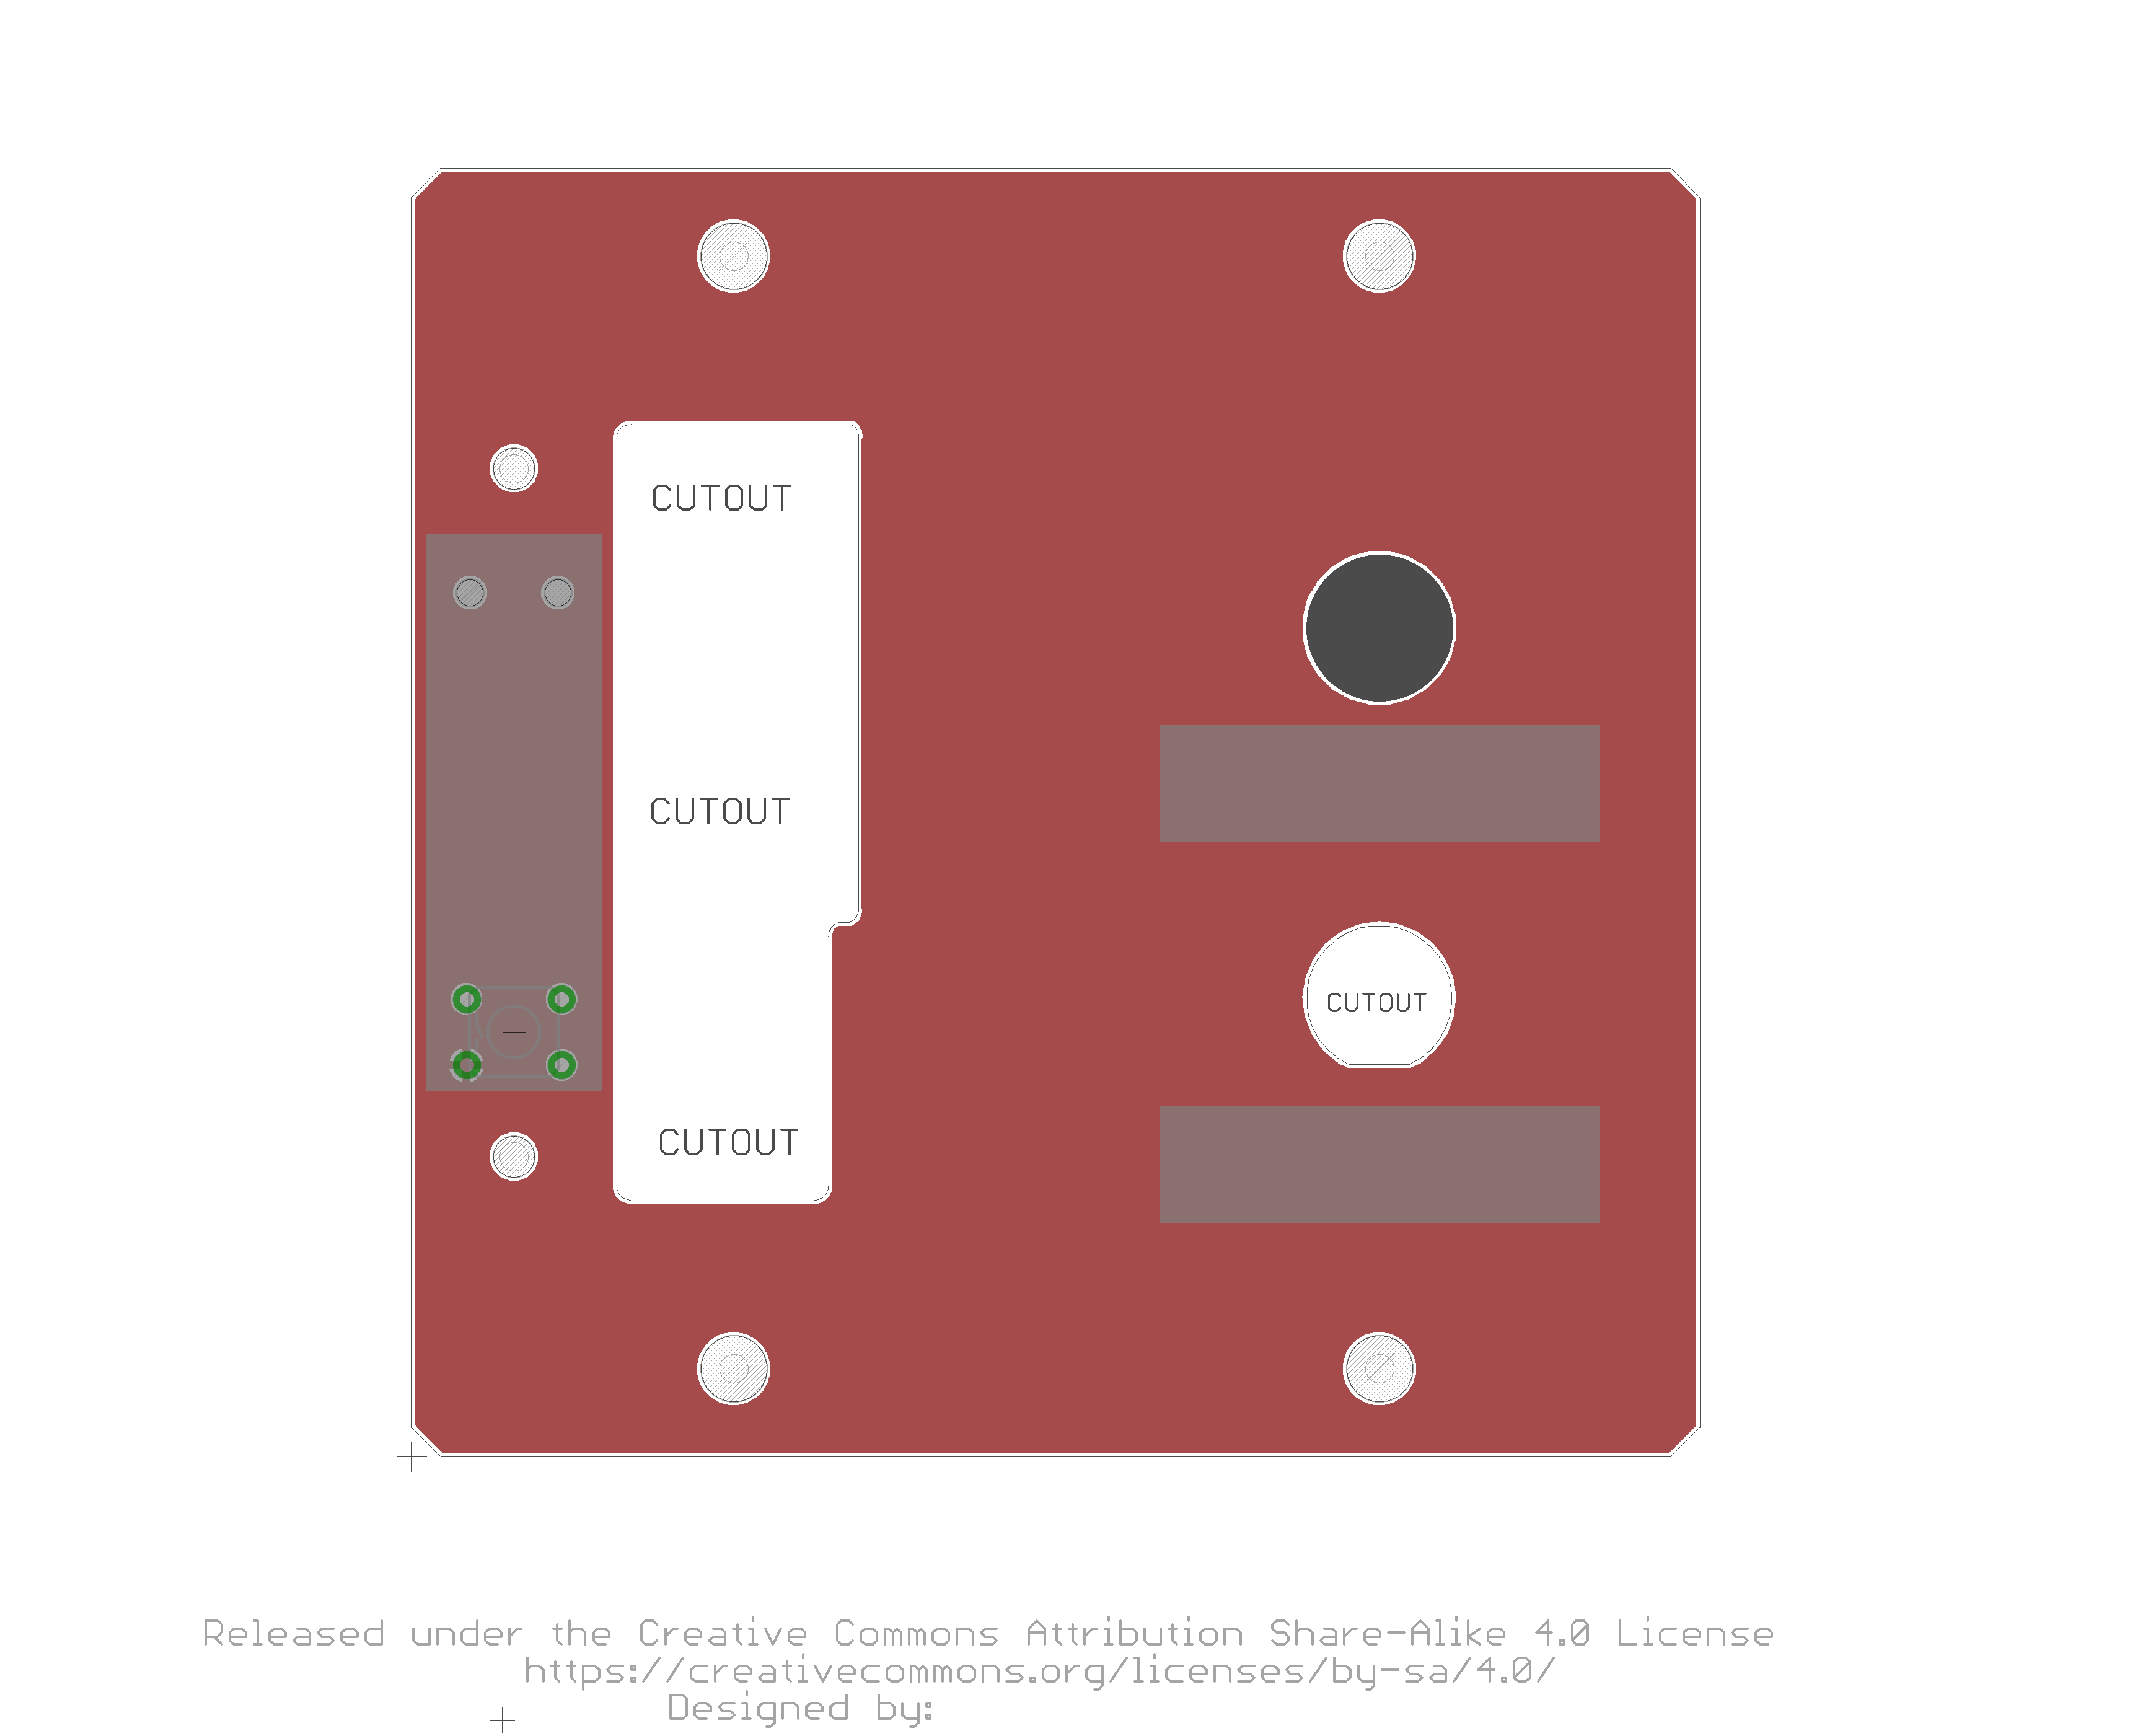 CUTOUT
CUTOUT
CUTOUT
CUTOUT
Released under the Creative Commons Attribution Share-Alike 4.0 License
https://creativecommons.org/licenses/by-sa/4.0/
Designed by: